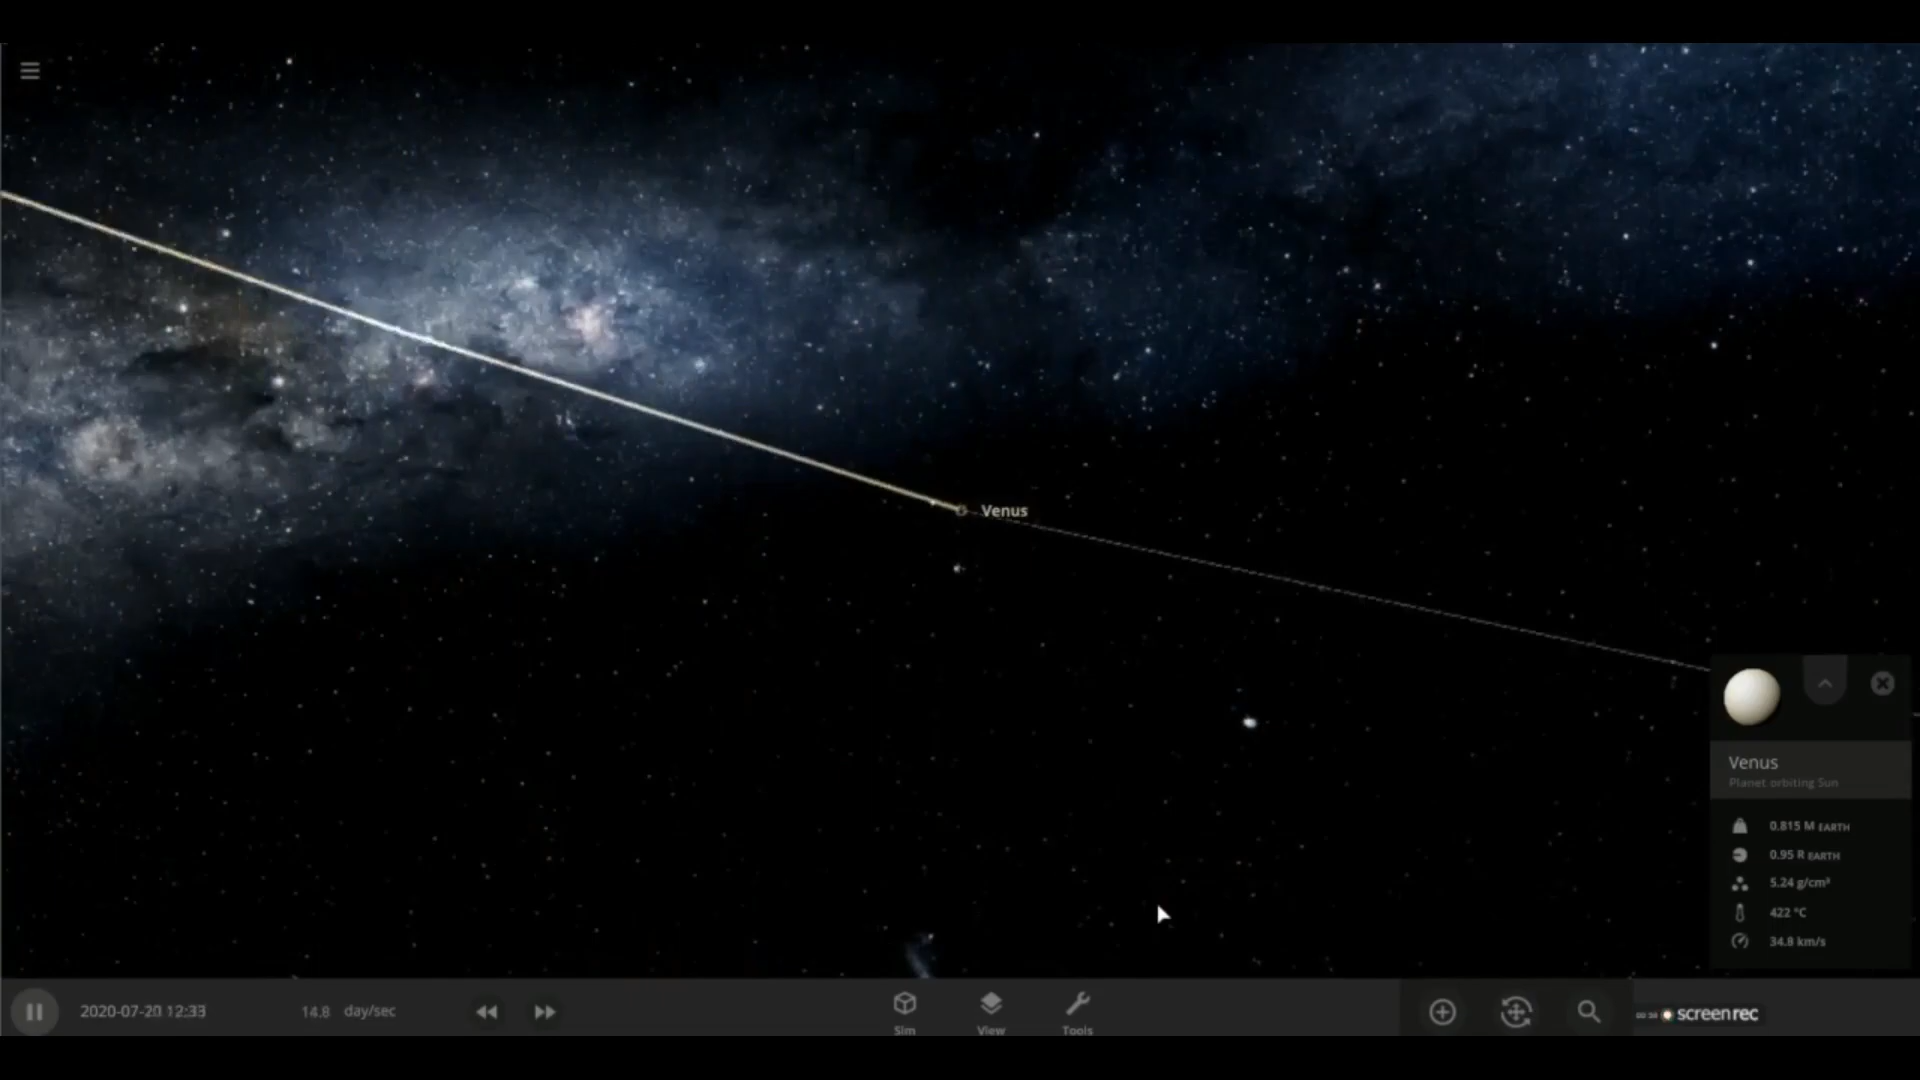 Venus
Venus
Planet orbiting Sun
0.815 M EARTH
0.95 R EARTH
5.24 g/cm³
422 °C
34.8 km/s
2020-07-20 12:33
14.8 day/sec
Sim
View
Tools
screenrec